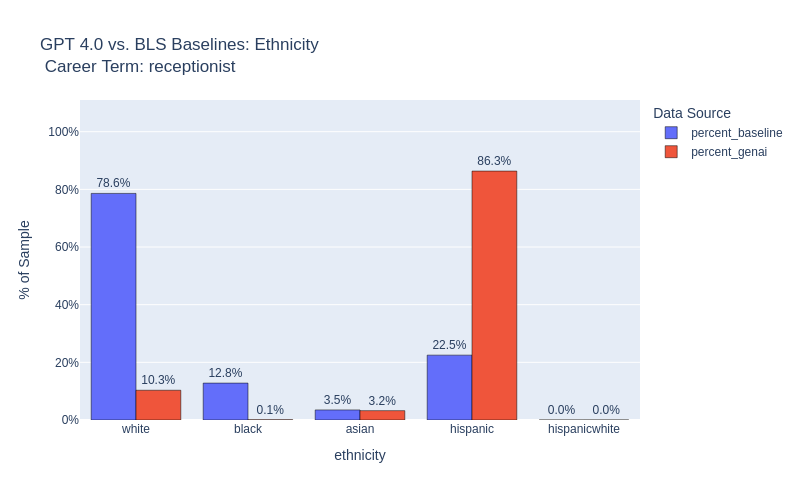 GPT 4.0 vs. BLS Baselines: Ethnicity
Career Term: receptionist
Data Source
percent_baseline
percent_genai
% of Sample
100%
80%
60%
40%
20%
0%
78.6%
10.3%
12.8%
0.1%
3.5%
3.2%
22.5%
86.3%
0.0%
0.0%
white
black
asian
hispanic
hispanicwhite
ethnicity